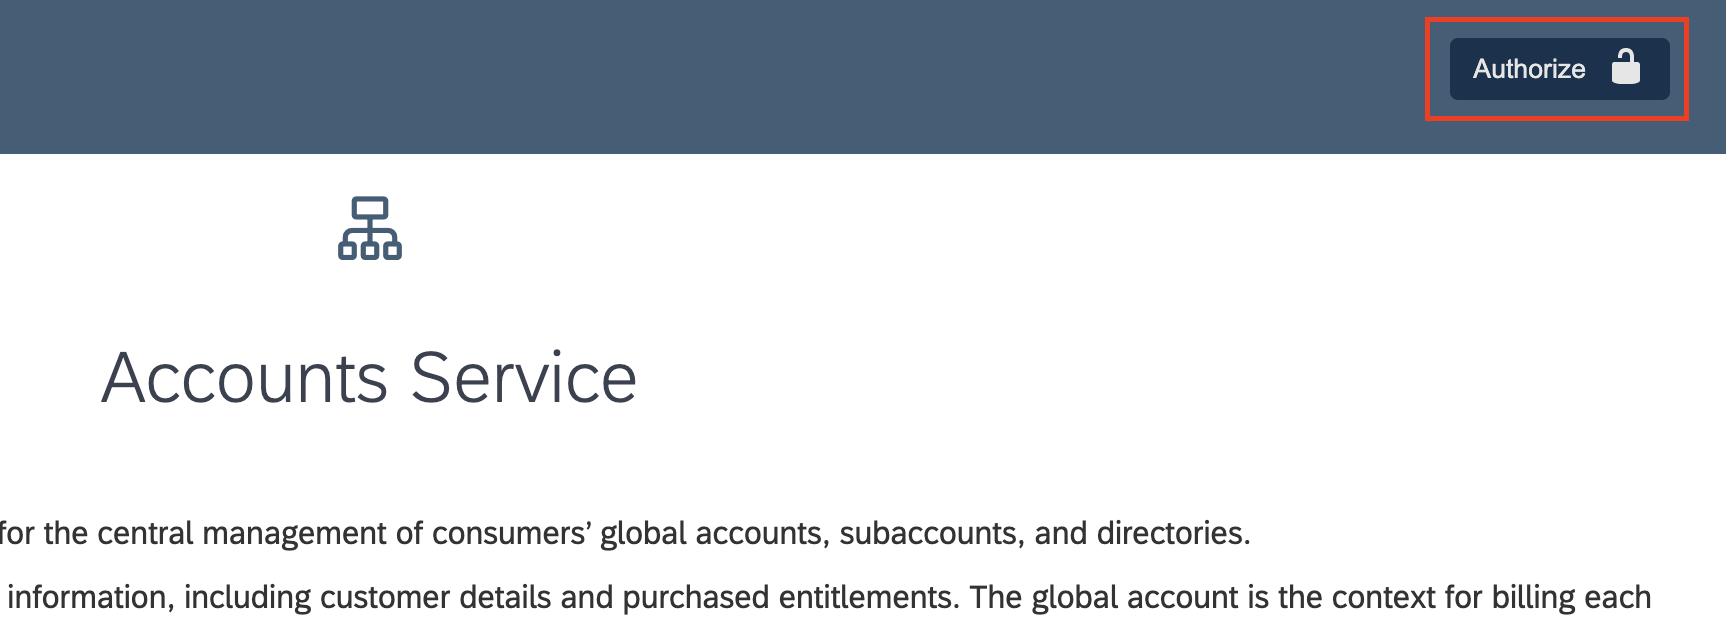 Authorize
Accounts Service
for the central management of consumers’ global accounts, subaccounts, and directories.
information, including customer details and purchased entitlements. The global account is the context for billing each